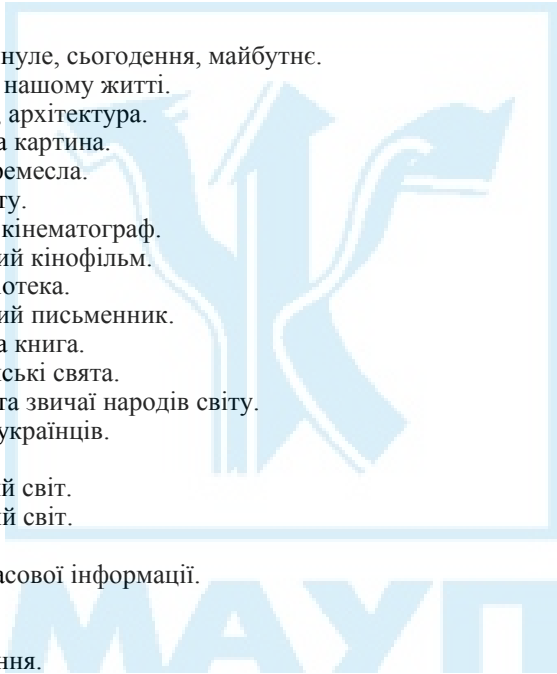 нуле, сьогодення, майбутнє.
нашому житті.
архітектура.
а картина.
ремесла.
ту.
кінематограф.
ий кінофільм.
отека.
ий письменник.
а книга.
ські свята.
та звичаї народів світу.
українців.
й світ.
й світ.
асової інформації.
ння.
МАУП